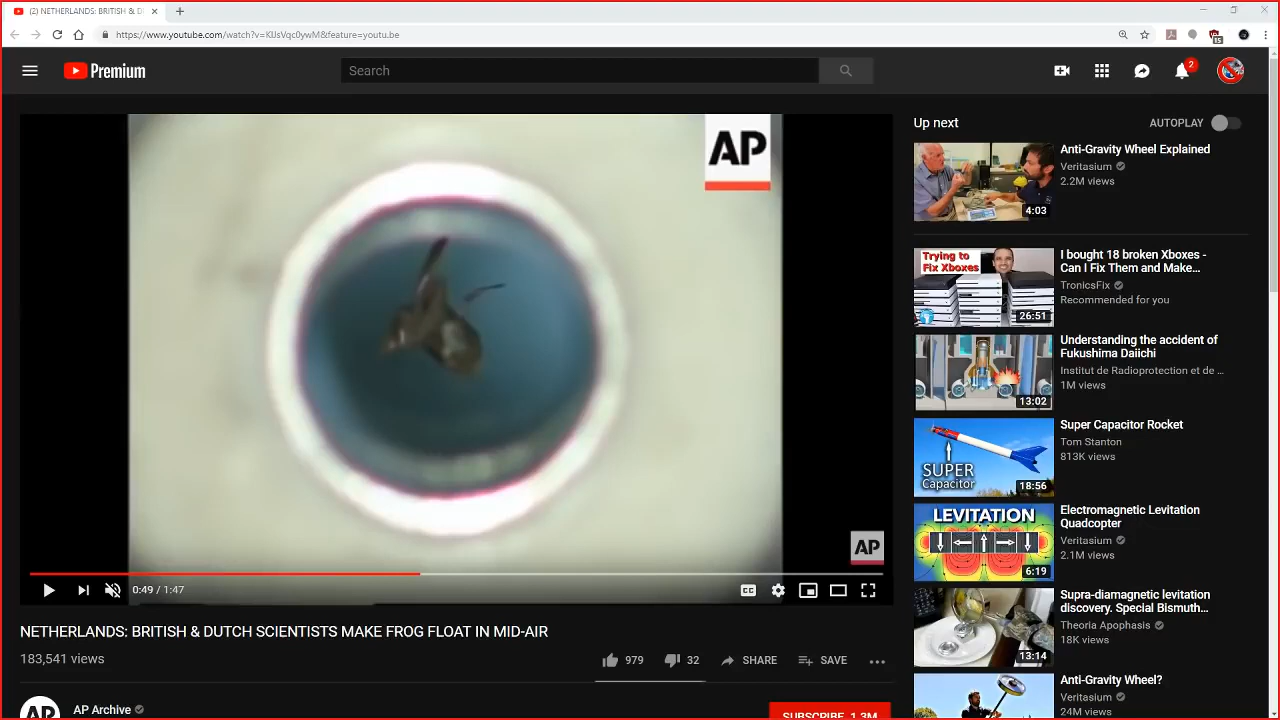 (2) NETHERLANDS: BRITISH & D
https://www.youtube.com/watch?v=KlJsVqc0ywM&feature=youtu.be
15
Premium
Search
2
AP
AP
0:49 / 1:47
CC
NETHERLANDS: BRITISH & DUTCH SCIENTISTS MAKE FROG FLOAT IN MID-AIR
183,541 views
979
32
SHARE
SAVE
AP
AP Archive
SUBSCRIBE 1.3M
Up next
AUTOPLAY
4:03
Anti-Gravity Wheel Explained
Veritasium
2.2M views
Trying to
Fix Xboxes
26:51
I bought 18 broken Xboxes -
Can I Fix Them and Make...
TronicsFix
Recommended for you
13:02
Understanding the accident of
Fukushima Daiichi
Institut de Radioprotection et de ...
1M views
SUPER
Capacitor
18:56
Super Capacitor Rocket
Tom Stanton
813K views
LEVITATION
6:19
Electromagnetic Levitation
Quadcopter
Veritasium
2.1M views
13:14
Supra-diamagnetic levitation
discovery. Special Bismuth...
Theoria Apophasis
18K views
Anti-Gravity Wheel?
Veritasium
24M views